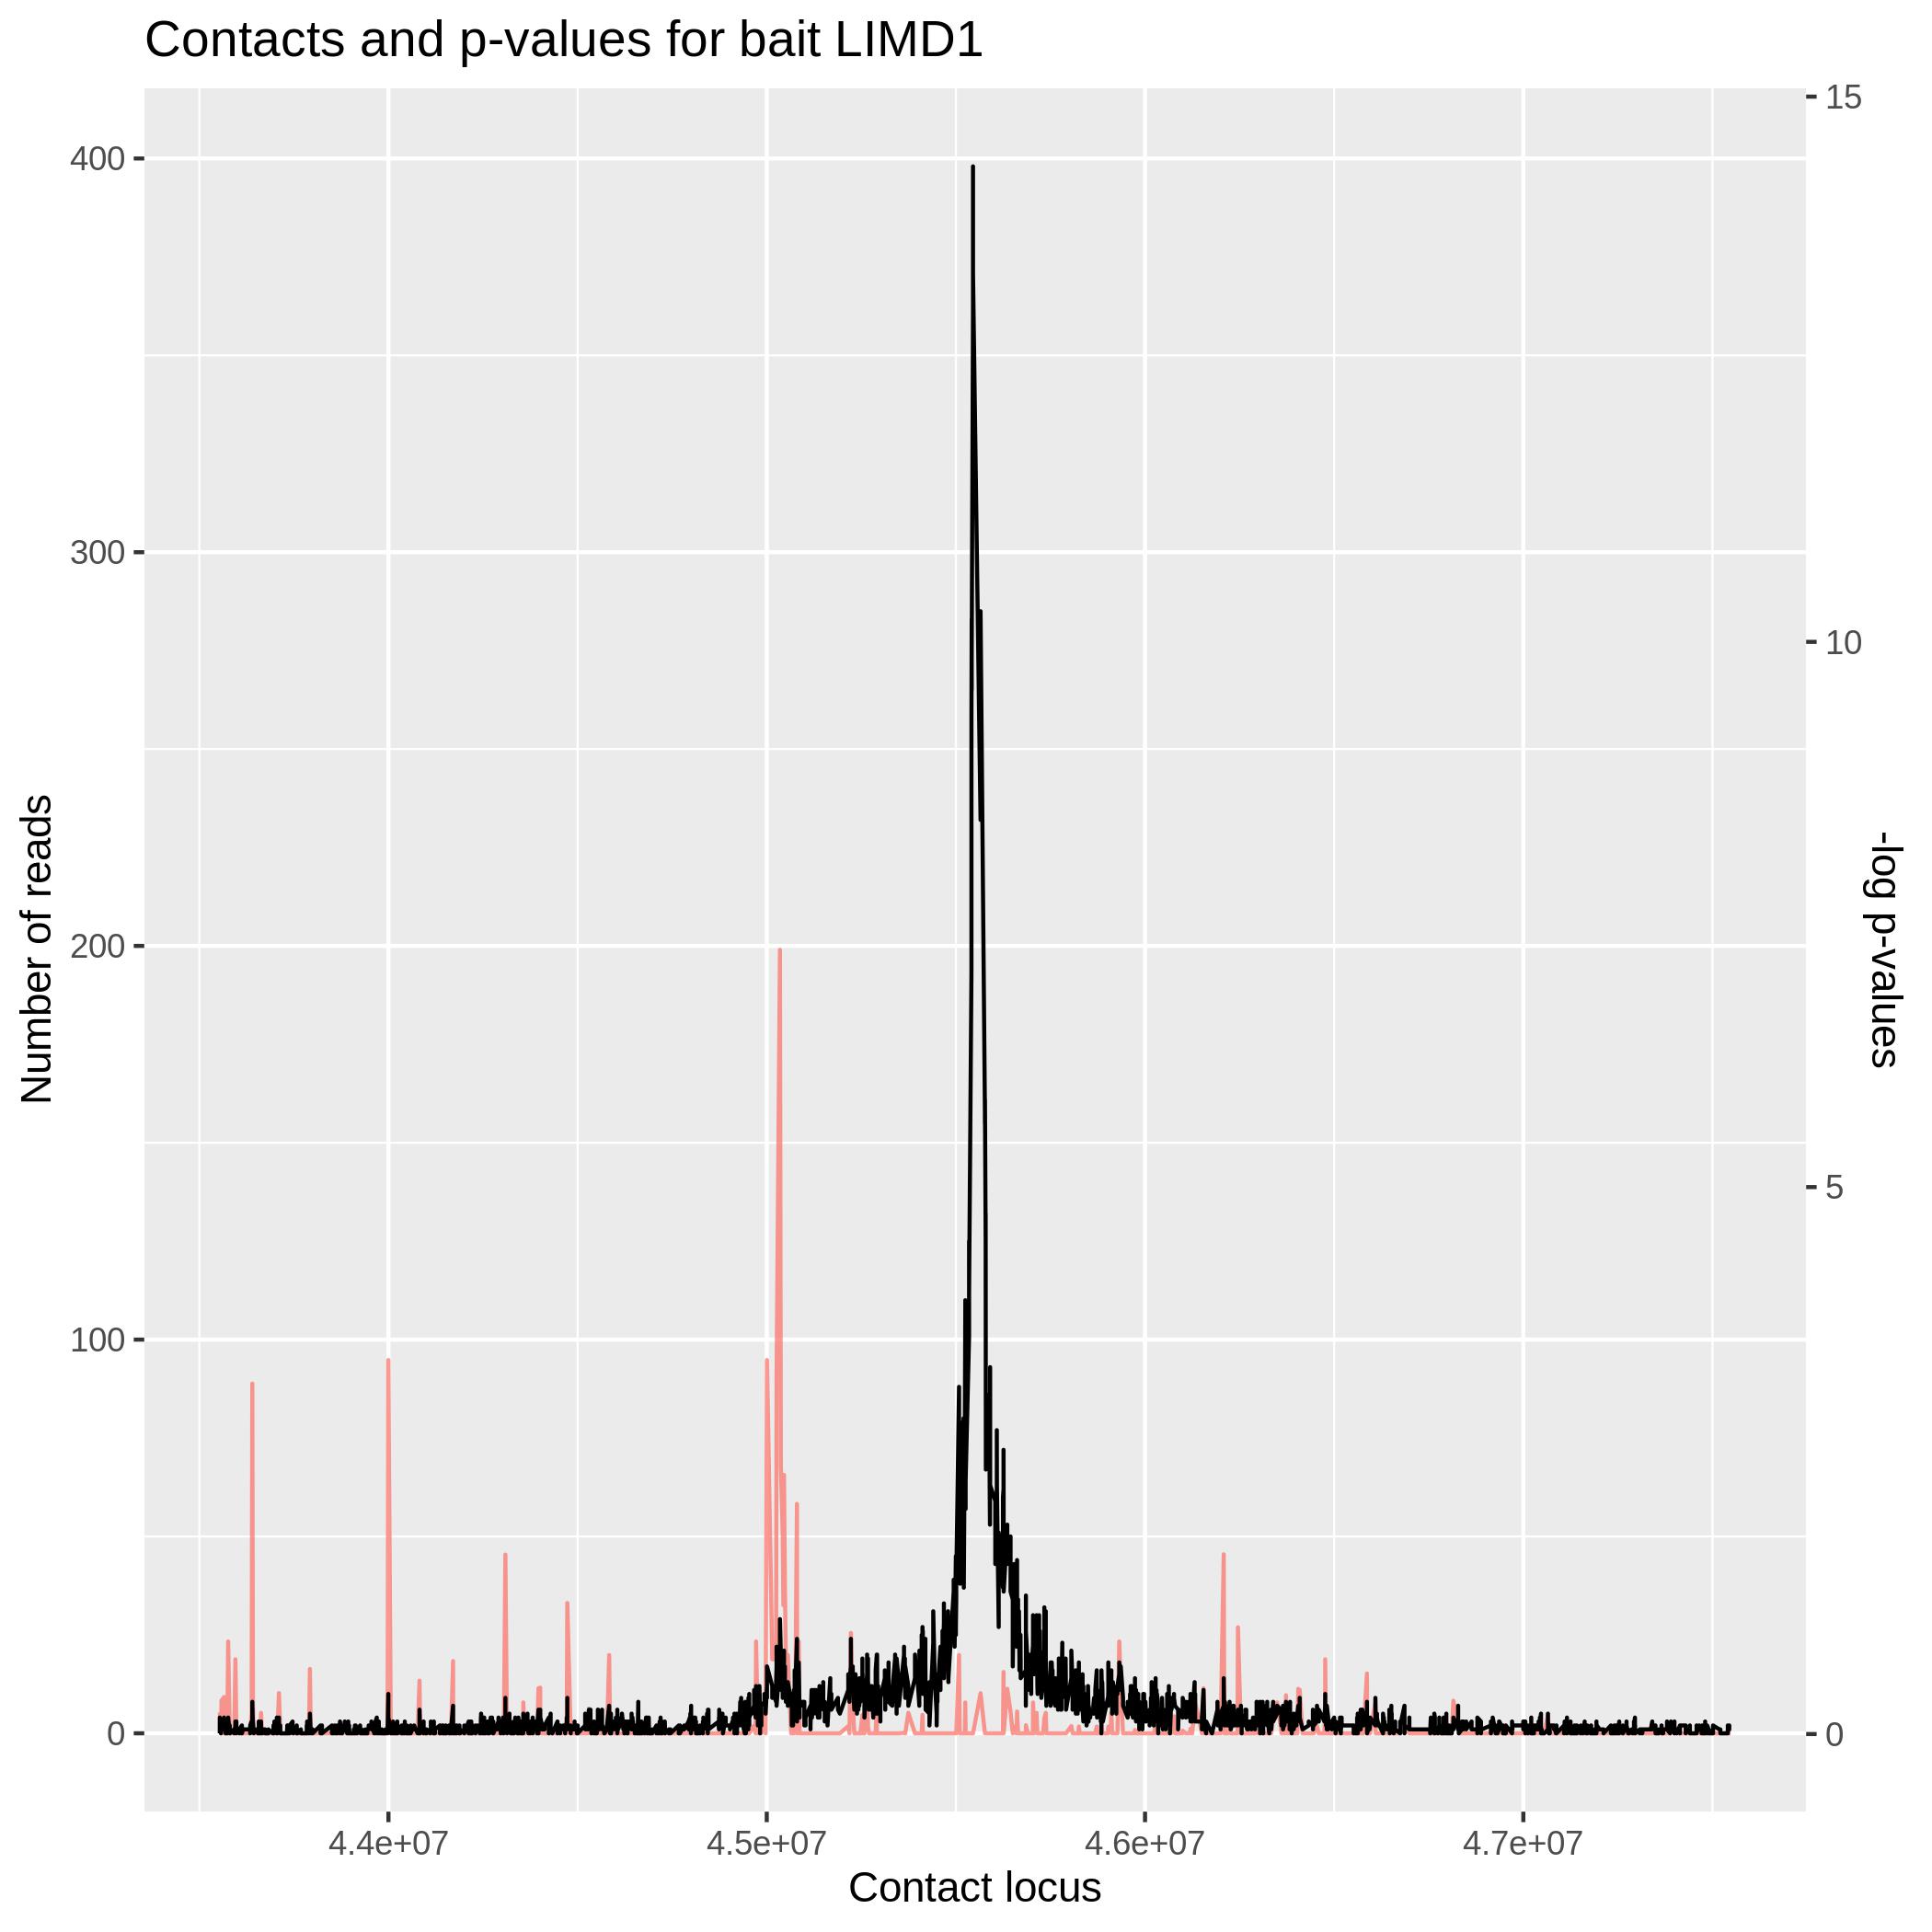 Contacts and p-values for bait LIMD1
15
400
300
10
200
5
100
0
0
Number of reads
-log p-values
4.4e+07
4.5e+07
4.6e+07
4.7e+07
Contact locus